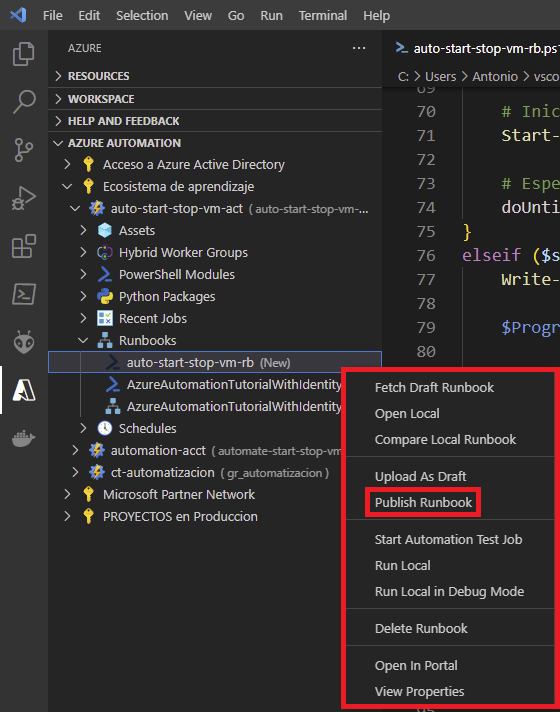 File Edit Selection View Go Run Terminal Help
AZURE
RESOURCES
WORKSPACE
HELP AND FEEDBACK
AZURE AUTOMATION
Acceso a Azure Active Directory
Ecosistema de aprendizaje
auto-start-stop-vm-act ( auto-start-stop-vm-...
Assets
Hybrid Worker Groups
PowerShell Modules
Python Packages
Recent Jobs
Runbooks
auto-start-stop-vm-rb (New)
AzureAutomationTutorialWithIdentity
AzureAutomationTutorialWithIdentity
Schedules
automation-acct ( automate-start-stop-vm
ct-automatizacion ( gr_automatizacion )
Microsoft Partner Network
PROYECTOS en Produccion
auto-start-stop-vm-rb.ps1
C: > Users > Antonio > vsco
69
70 # Inic
71 Start-
72
73 # Espe
74 doUnti
75 }
76 elseif ($s
77 Write-
78
79 $Progr
80
Fetch Draft Runbook
Open Local
Compare Local Runbook
Upload As Draft
Publish Runbook
Start Automation Test Job
Run Local
Run Local in Debug Mode
Delete Runbook
Open In Portal
View Properties